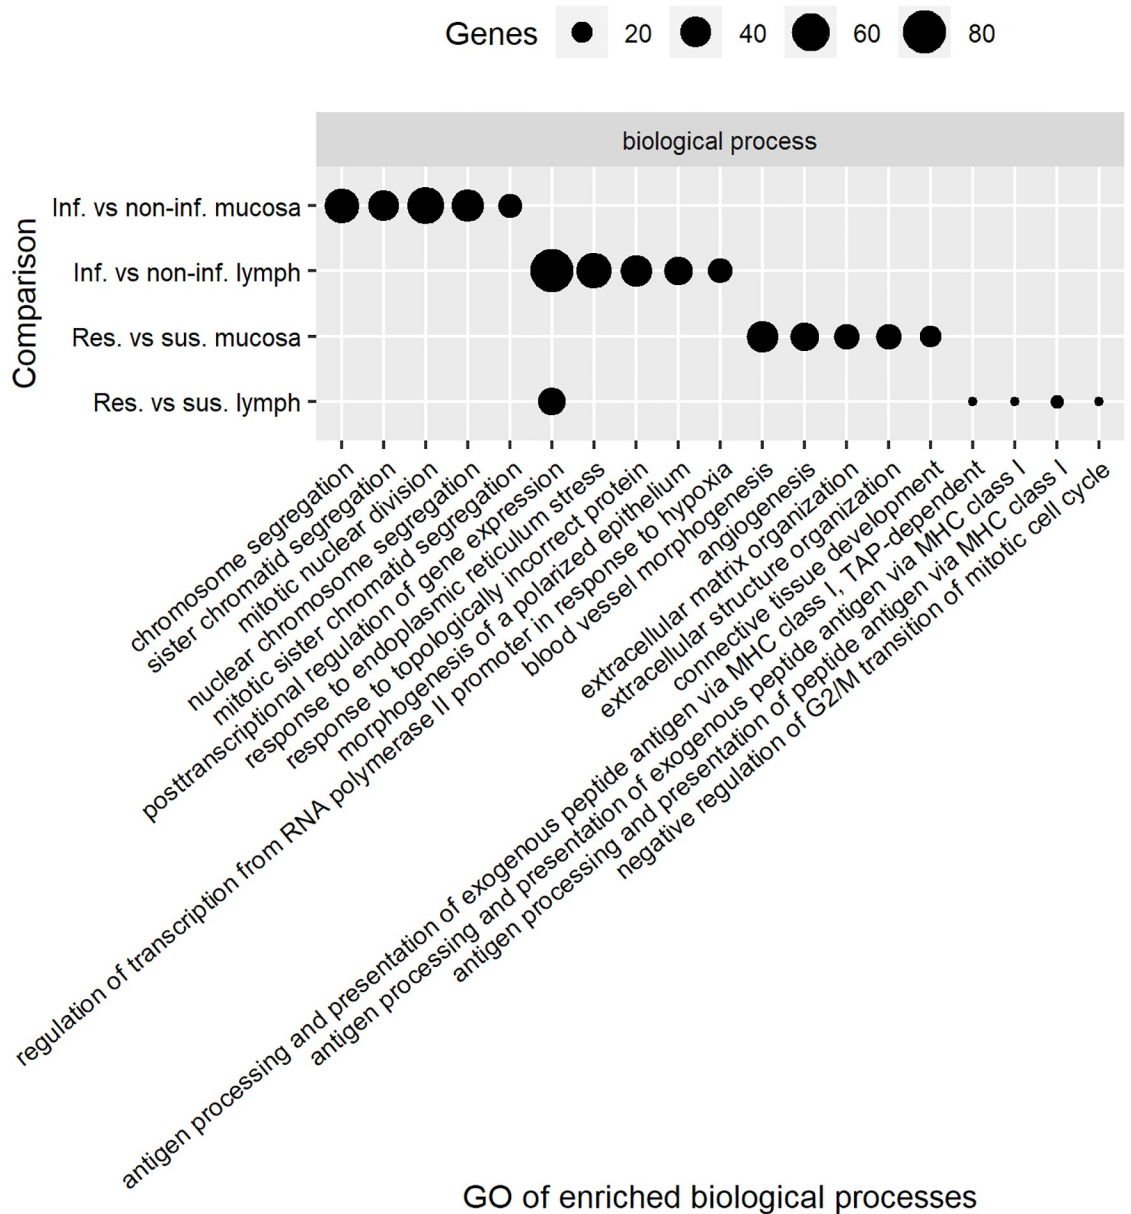 Genes 20 40 60 80
biological process
Comparison
Inf. vs non-inf. mucosa
Inf. vs non-inf. lymph
Res. vs sus. mucosa
Res. vs sus. lymph
chromosome segregation
sister chromatid segregation
mitotic nuclear division
nuclear chromosome segregation
mitotic sister chromatid segregation
posttranscriptional regulation of gene expression
response to endoplasmic reticulum stress
response to topologically incorrect protein
morphogenesis of a polarized epithelium
regulation of transcription from RNA polymerase II promoter in response to hypoxia
blood vessel morphogenesis
angiogenesis
extracellular matrix organization
extracellular structure organization
connective tissue development
antigen processing and presentation of exogenous peptide antigen via MHC class I, TAP-dependent
antigen processing and presentation of exogenous peptide antigen via MHC class I
antigen processing and presentation of peptide antigen via MHC class I
negative regulation of G2/M transition of mitotic cell cycle
GO of enriched biological processes